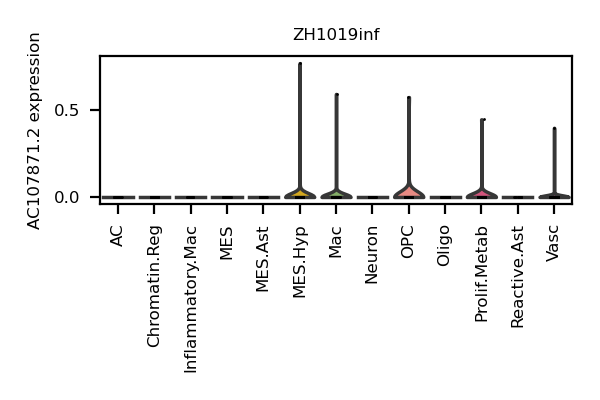 ZH1019inf
AC107871.2 expression
0.5
0.0
AC
Chromatin.Reg
Inflammatory.Mac
MES
MES.Ast
MES.Hyp
Mac
Neuron
OPC
Oligo
Prolif.Metab
Reactive.Ast
Vasc